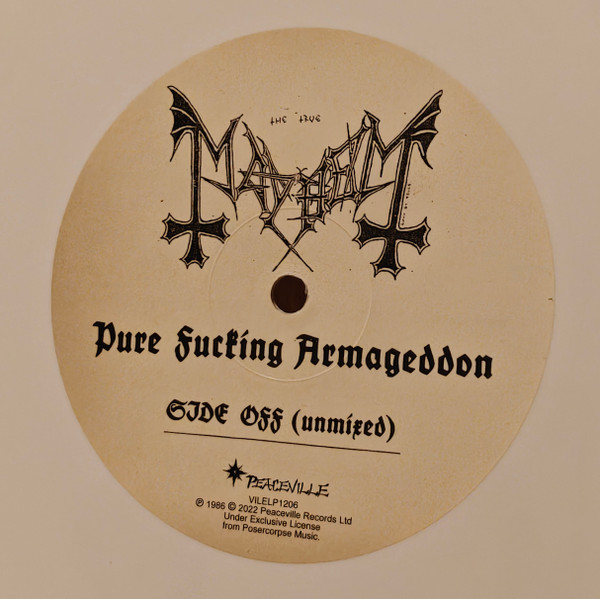 THE TRUE
MAYHEM
Pure Fucking Armageddon
SIDE OFF (unmixed)
PEACEVILLE
VILELP1206
℗ 1986 © 2022 Peaceville Records Ltd
Under Exclusive License
from Posercorpse Music.